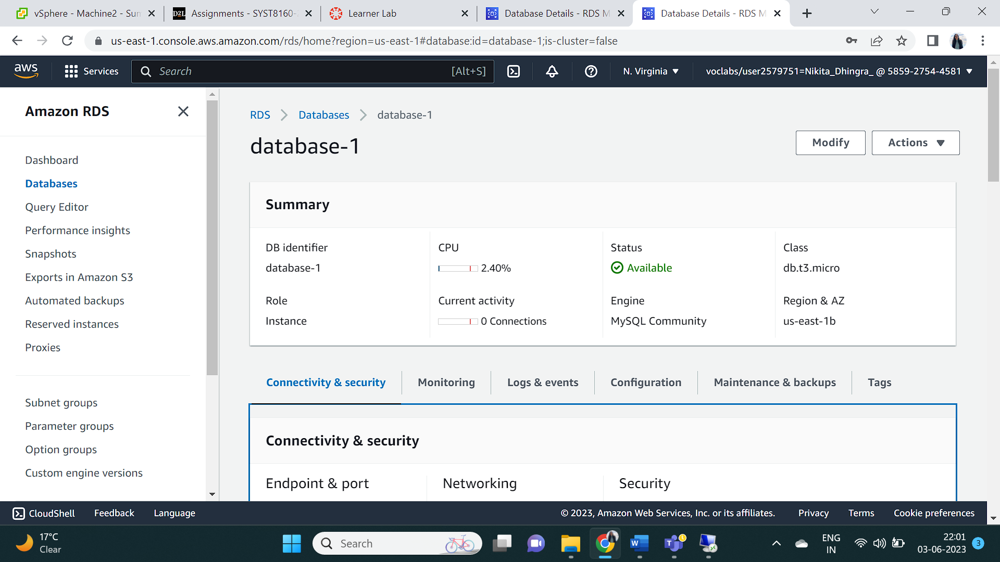 vSphere - Machine2 - Sun
D2L Assignments - SYST8160-
Learner Lab
Database Details - RDS M
Database Details - RDS M
us-east-1.console.aws.amazon.com/rds/home?region=us-east-1#database:id=database-1;is-cluster=false
aws Services Search [Alt+S] N. Virginia voclabs/user2579751=Nikita_Dhingra_ @ 5859-2754-4581
Amazon RDS
Dashboard
Databases
Query Editor
Performance insights
Snapshots
Exports in Amazon S3
Automated backups
Reserved instances
Proxies
Subnet groups
Parameter groups
Option groups
Custom engine versions
RDS Databases database-1
database-1
Modify Actions
Summary
DB identifier
database-1
CPU
2.40%
Status
Available
Class
db.t3.micro
Role
Instance
Current activity
0 Connections
Engine
MySQL Community
Region & AZ
us-east-1b
Connectivity & security Monitoring Logs & events Configuration Maintenance & backups Tags
Connectivity & security
Endpoint & port Networking Security
CloudShell Feedback Language © 2023, Amazon Web Services, Inc. or its affiliates. Privacy Terms Cookie preferences
17°C
Clear
Search
W
T
ENG
IN
22:01
03-06-2023
3